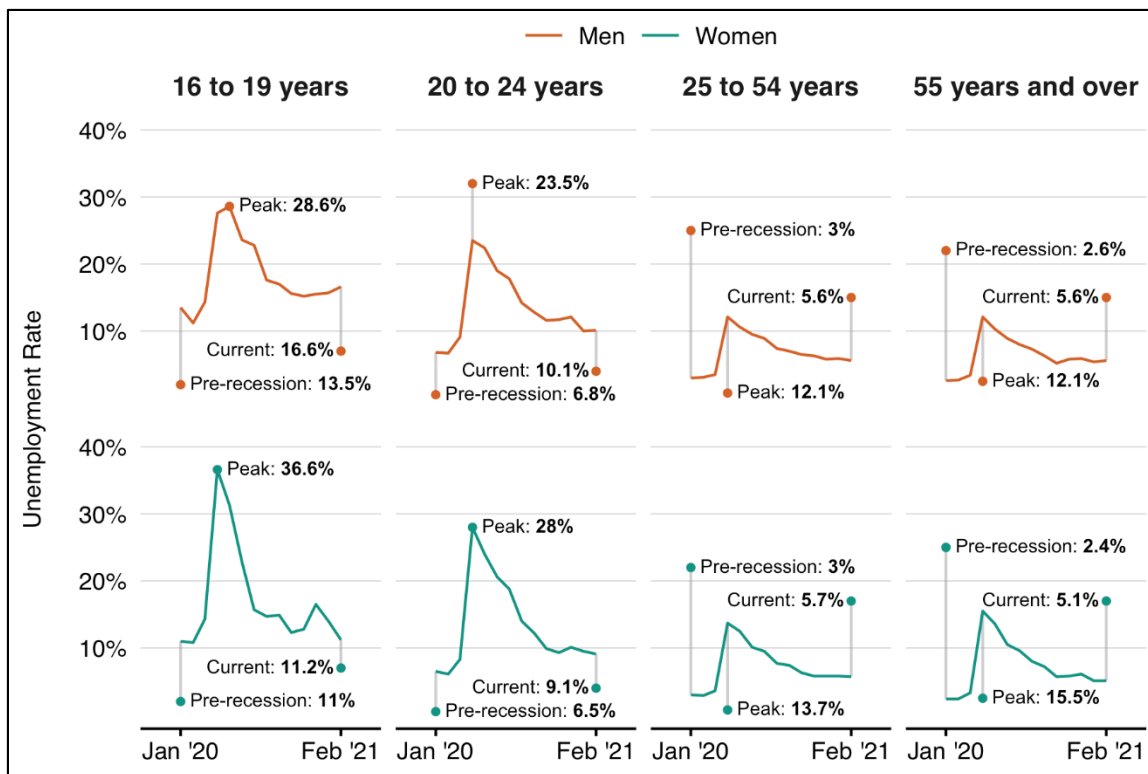 Men Women
16 to 19 years 20 to 24 years 25 to 54 years 55 years and over
Unemployment Rate
40%
30%
20%
10%
Peak: 28.6%
Current: 16.6%
Pre-recession: 13.5%
Peak: 23.5%
Current: 10.1%
Pre-recession: 6.8%
Pre-recession: 3%
Current: 5.6%
Peak: 12.1%
Pre-recession: 2.6%
Current: 5.6%
Peak: 12.1%
40%
30%
20%
10%
Peak: 36.6%
Current: 11.2%
Pre-recession: 11%
Peak: 28%
Current: 9.1%
Pre-recession: 6.5%
Pre-recession: 3%
Current: 5.7%
Peak: 13.7%
Pre-recession: 2.4%
Current: 5.1%
Peak: 15.5%
Jan '20 Feb '21 Jan '20 Feb '21 Jan '20 Feb '21 Jan '20 Feb '21